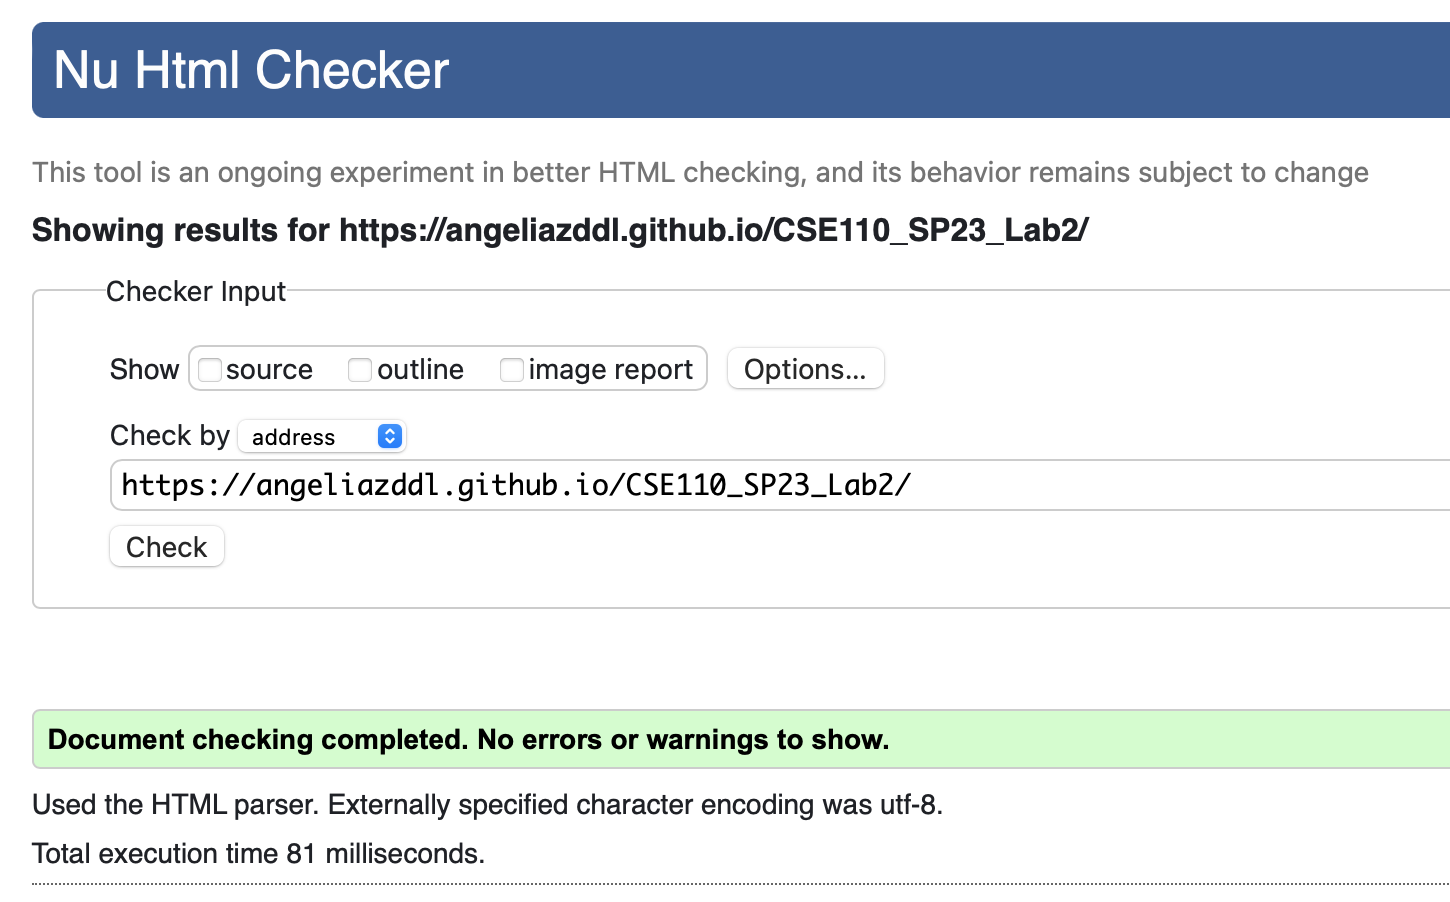 Nu Html Checker
This tool is an ongoing experiment in better HTML checking, and its behavior remains subject to change
Showing results for https://angeliazddl.github.io/CSE110_SP23_Lab2/
Checker Input
Show source outline image report Options...
Check by address
https://angeliazddl.github.io/CSE110_SP23_Lab2/
Check
Document checking completed. No errors or warnings to show.
Used the HTML parser. Externally specified character encoding was utf-8.
Total execution time 81 milliseconds.